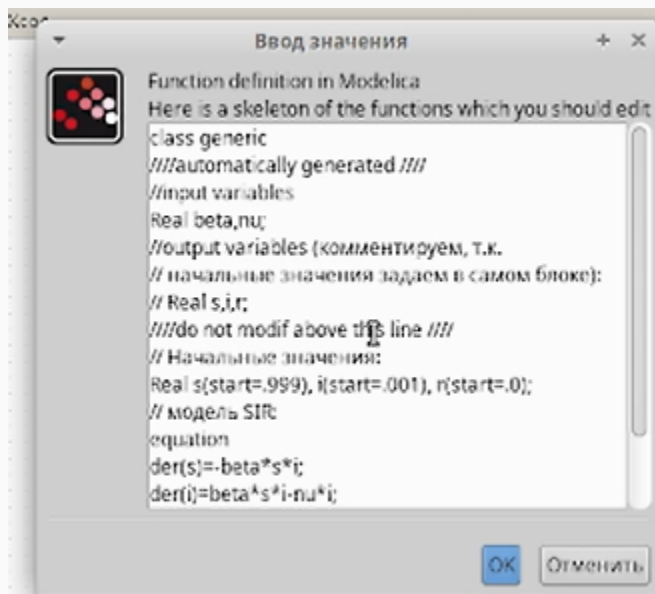 Ввод значения
Function definition in Modelica
Here is a skeleton of the functions which you should edit
class generic
////automatically generated ////
//input variables
Real beta,nu;
//output variables (комментируем, т.к.
// начальные значения задаем в самом блоке):
// Real s,i,r;
////do not modif above this line ////
// Начальные значения:
Real s(start=.999), i(start=.001), r(start=.0);
// модель SIR:
equation
der(s)=-beta*s*i;
der(i)=beta*s*i-nu*i;
OK
Отменить